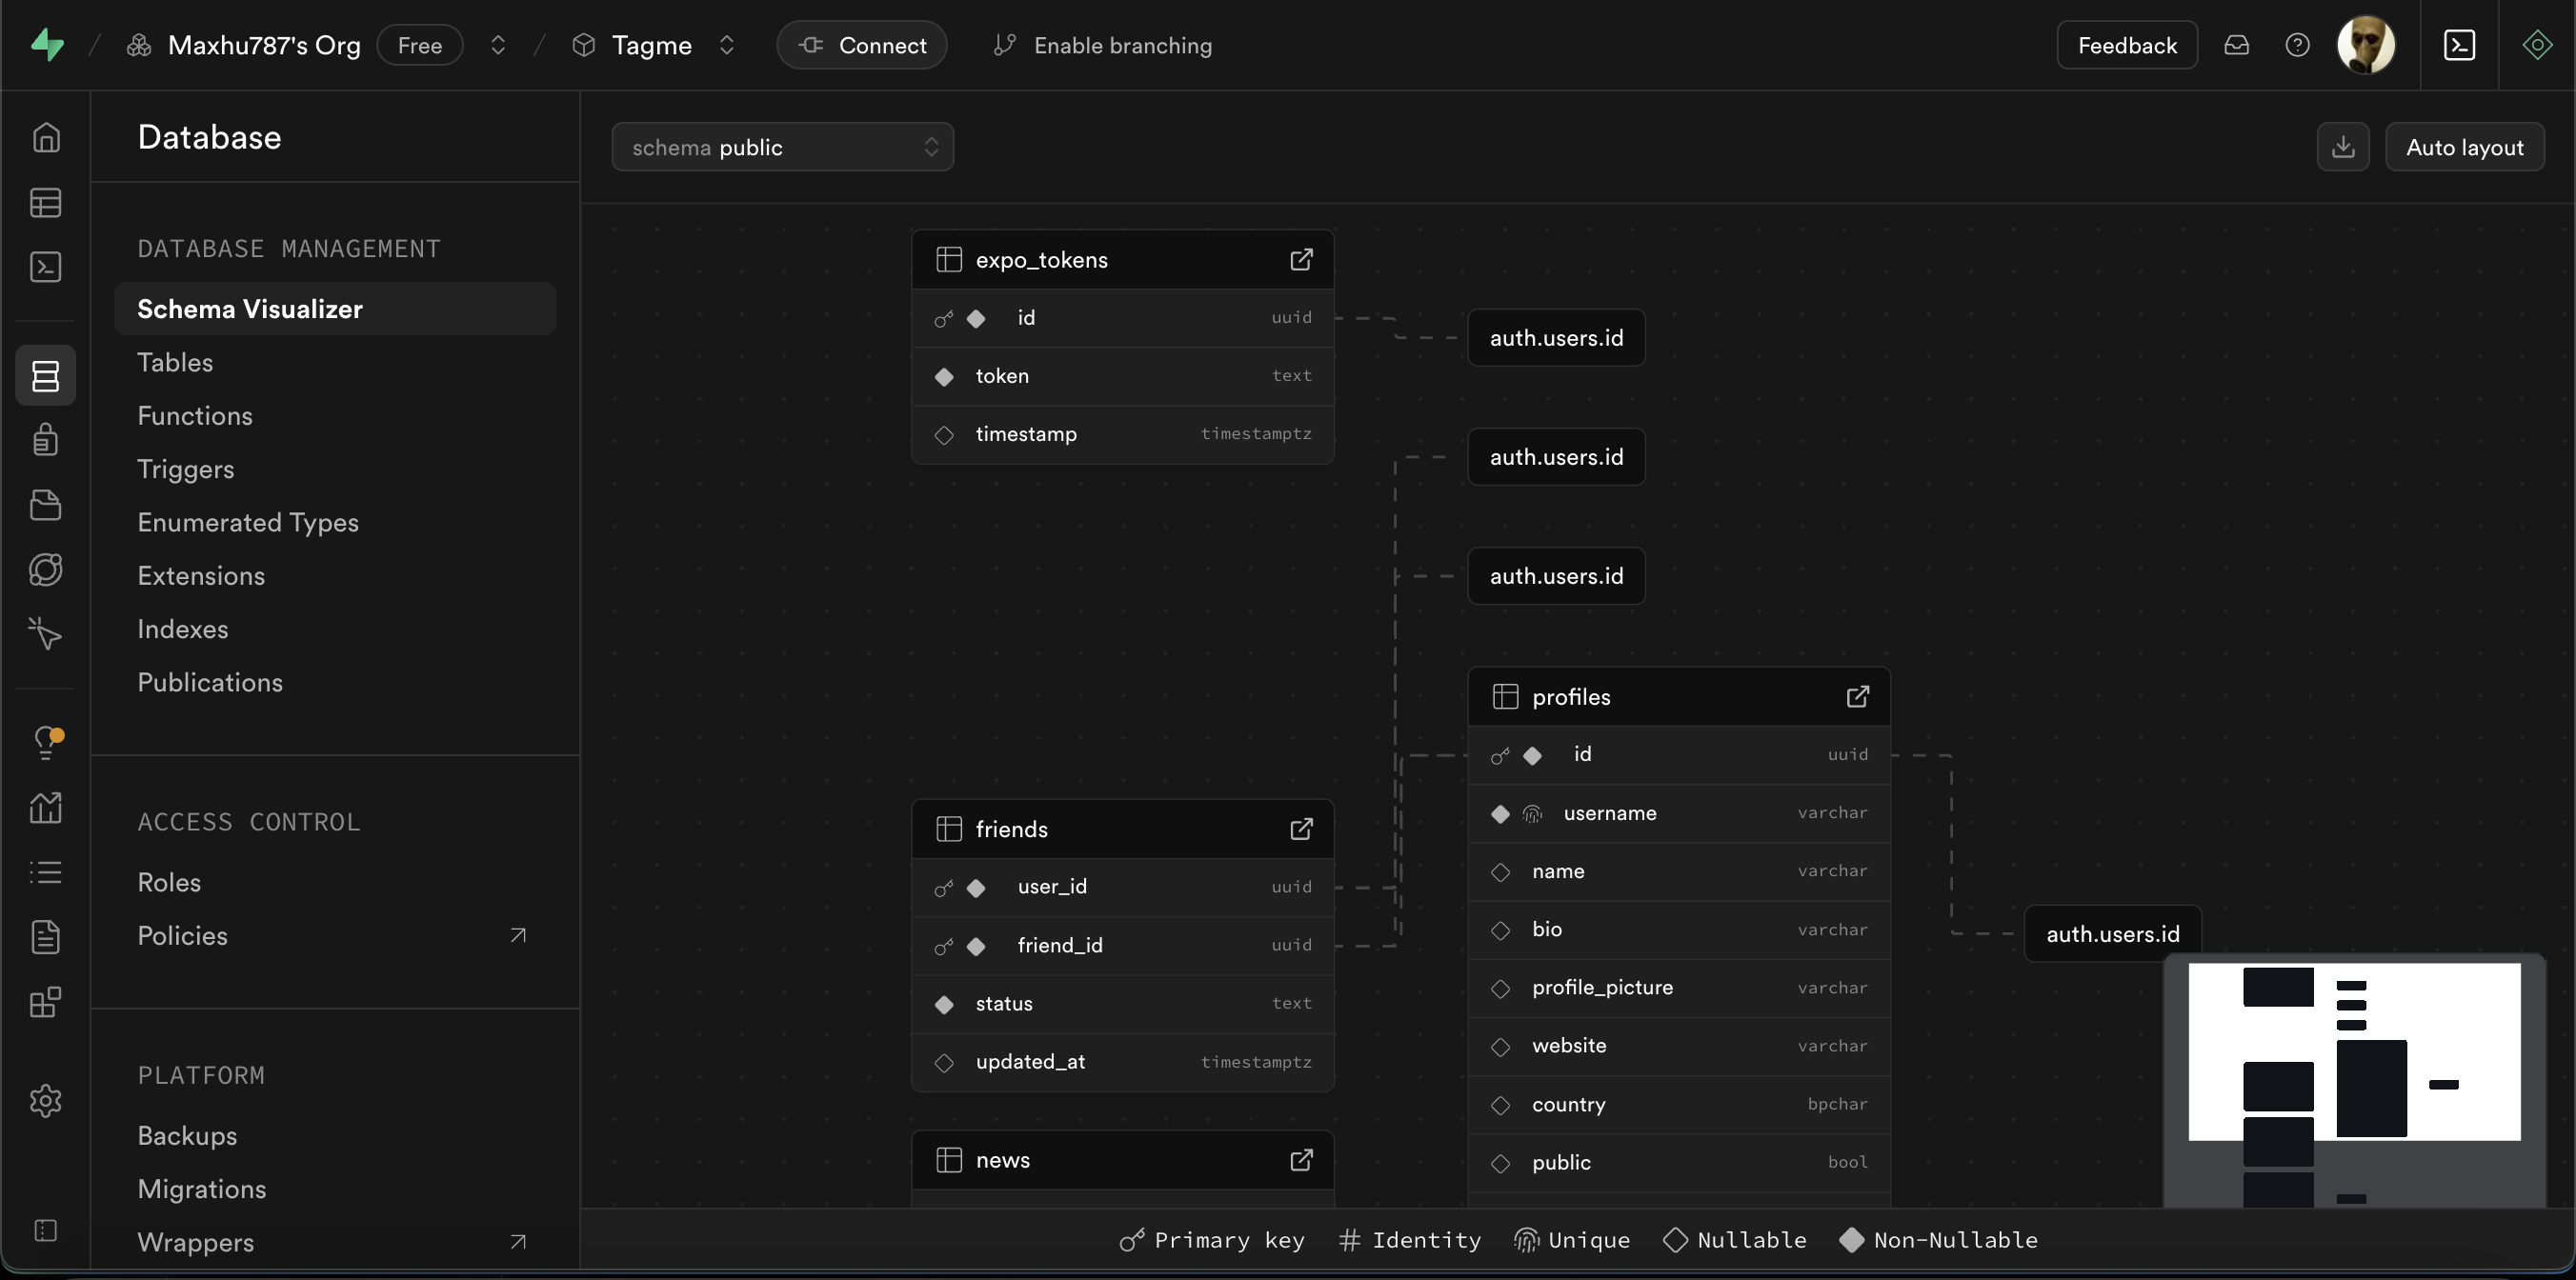 Maxhu787's Org
Free
Tagme
Connect
Enable branching
Feedback
Database
DATABASE MANAGEMENT
Schema Visualizer
Tables
Functions
Triggers
Enumerated Types
Extensions
Indexes
Publications
ACCESS CONTROL
Roles
Policies
PLATFORM
Backups
Migrations
Wrappers
schema public
Auto layout
expo_tokens
id uuid
token text
timestamp timestamptz
auth.users.id
auth.users.id
auth.users.id
friends
user_id uuid
friend_id uuid
status text
updated_at timestamptz
news
profiles
id uuid
username varchar
name varchar
bio varchar
profile_picture varchar
website varchar
country bpchar
public bool
auth.users.id
Primary key
# Identity
Unique
Nullable
Non-Nullable